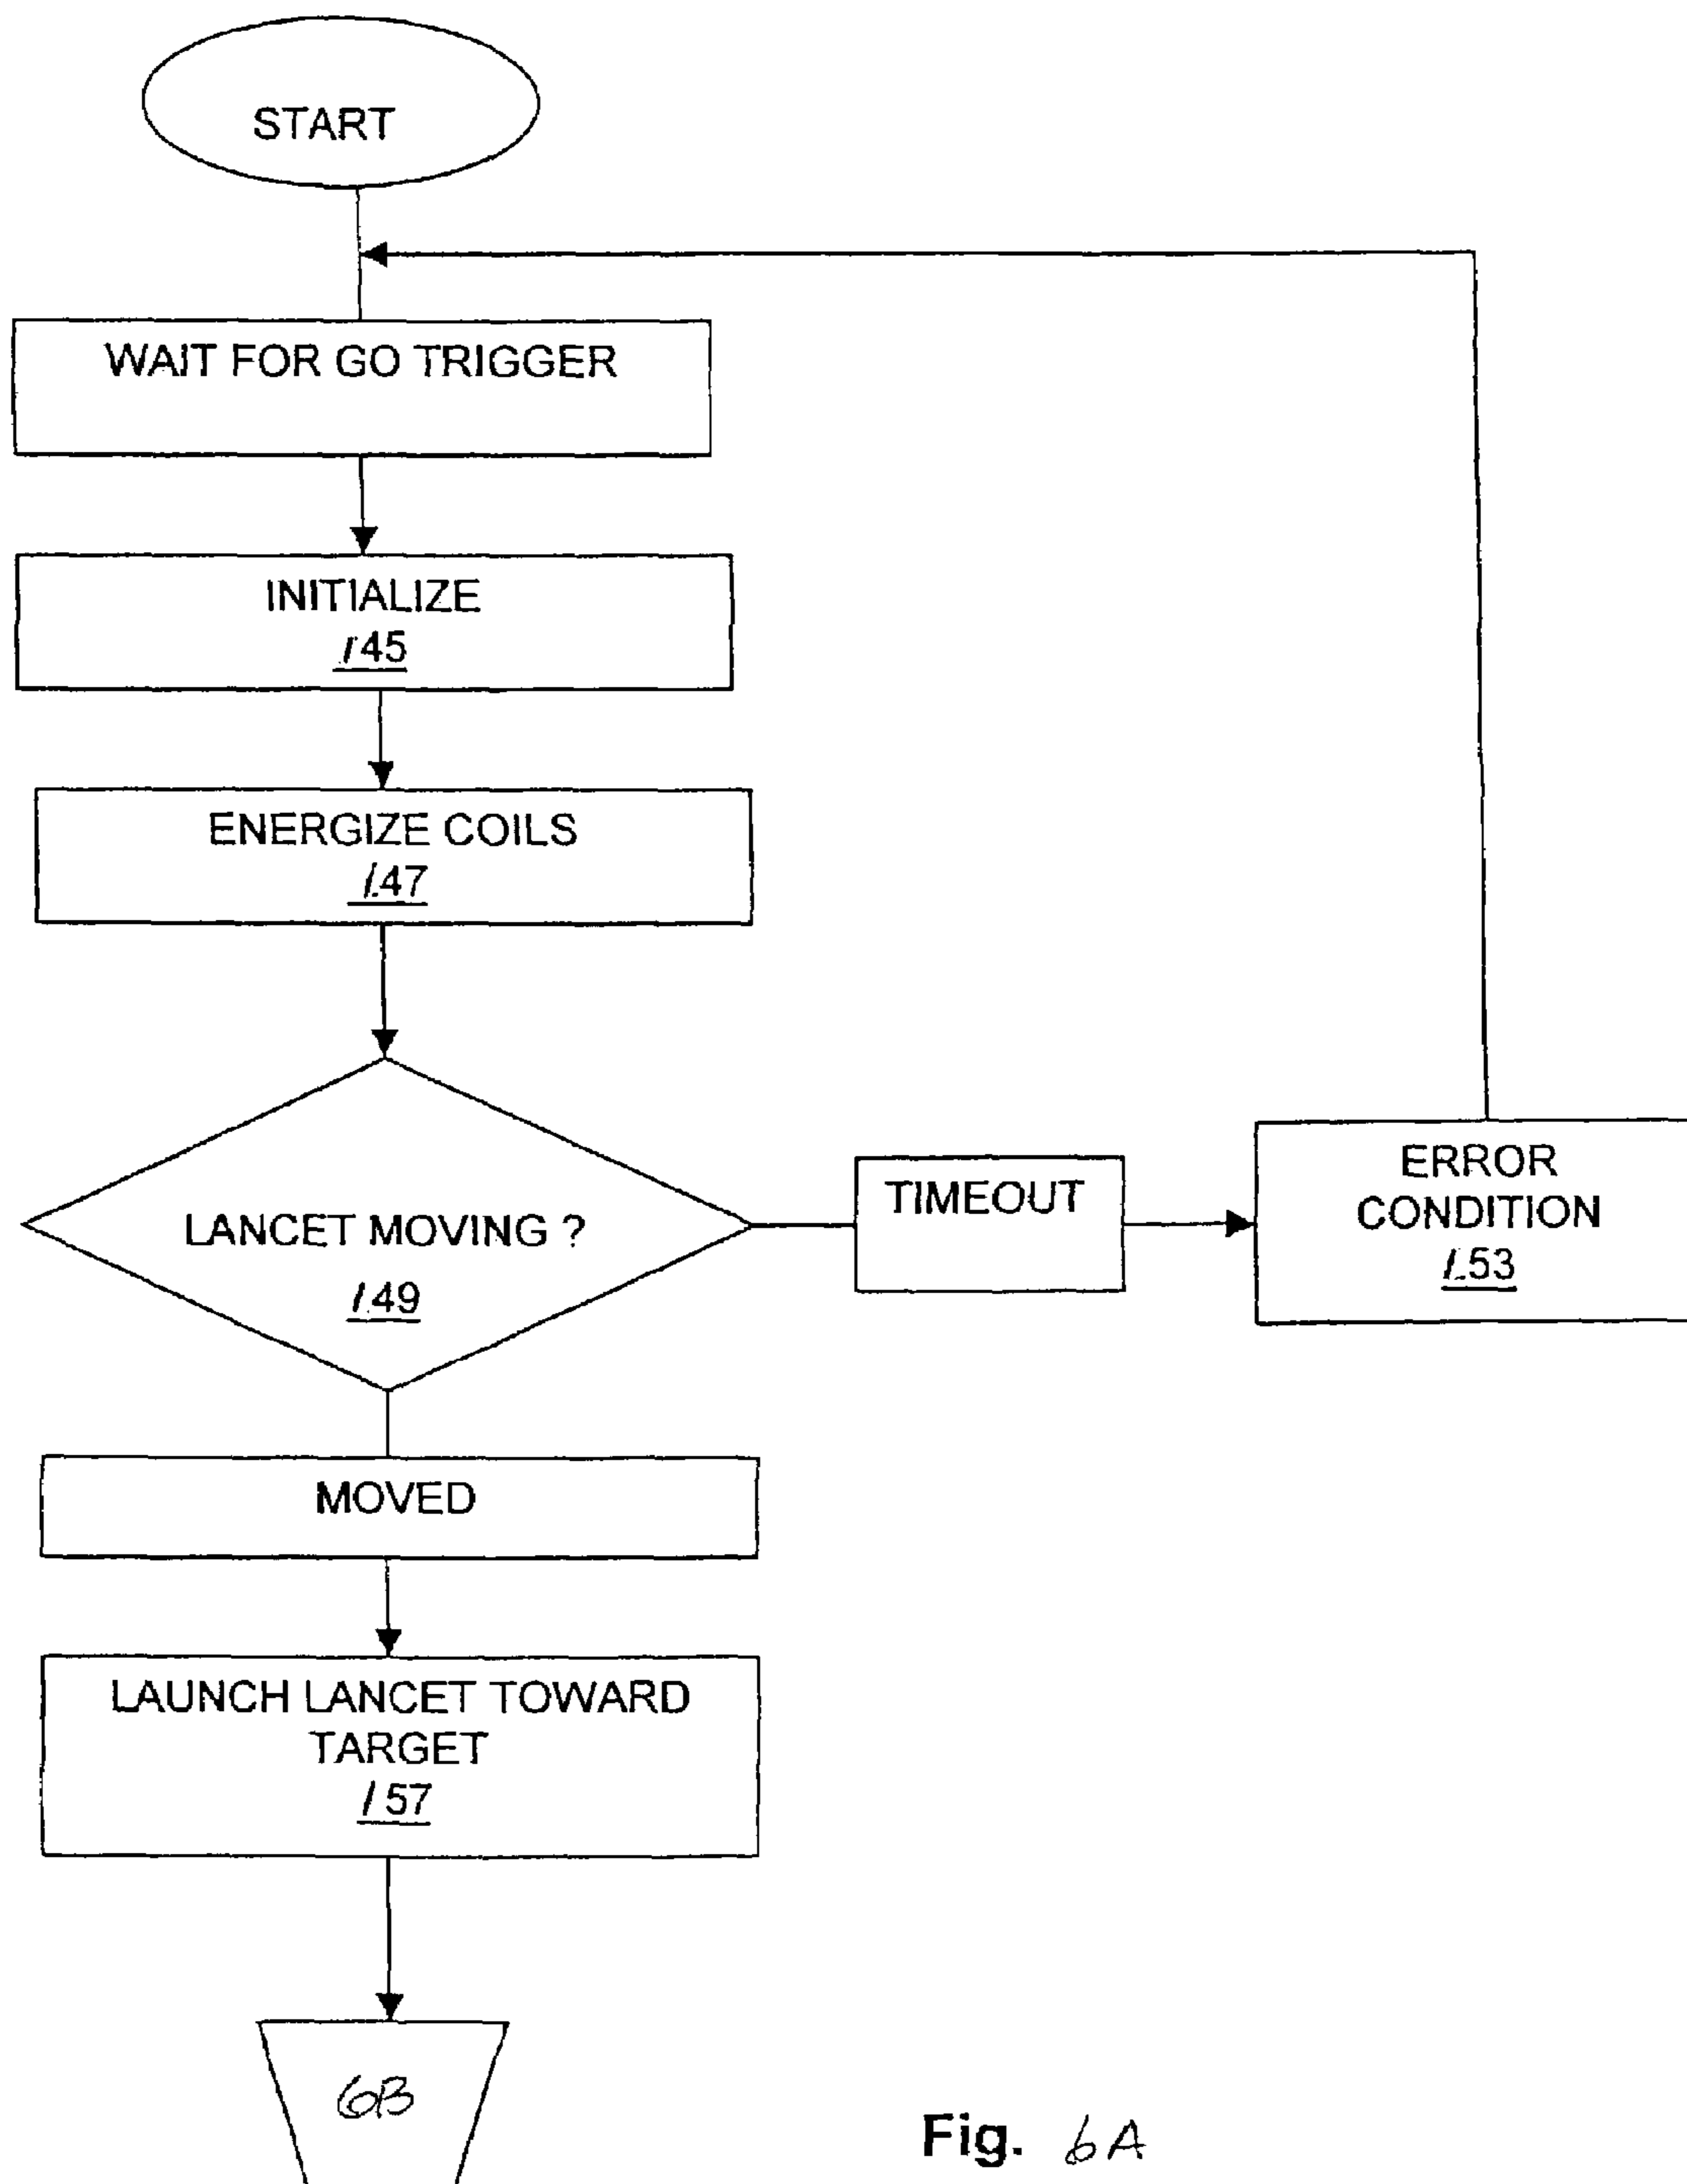 START
WAIT FOR GO TRIGGER
INITIALIZE
145
ENERGIZE COILS
147
LANCET MOVING ?
149
TIMEOUT
ERROR
CONDITION
153
MOVED
LAUNCH LANCET TOWARD
TARGET
157
6B
Fig. 6A